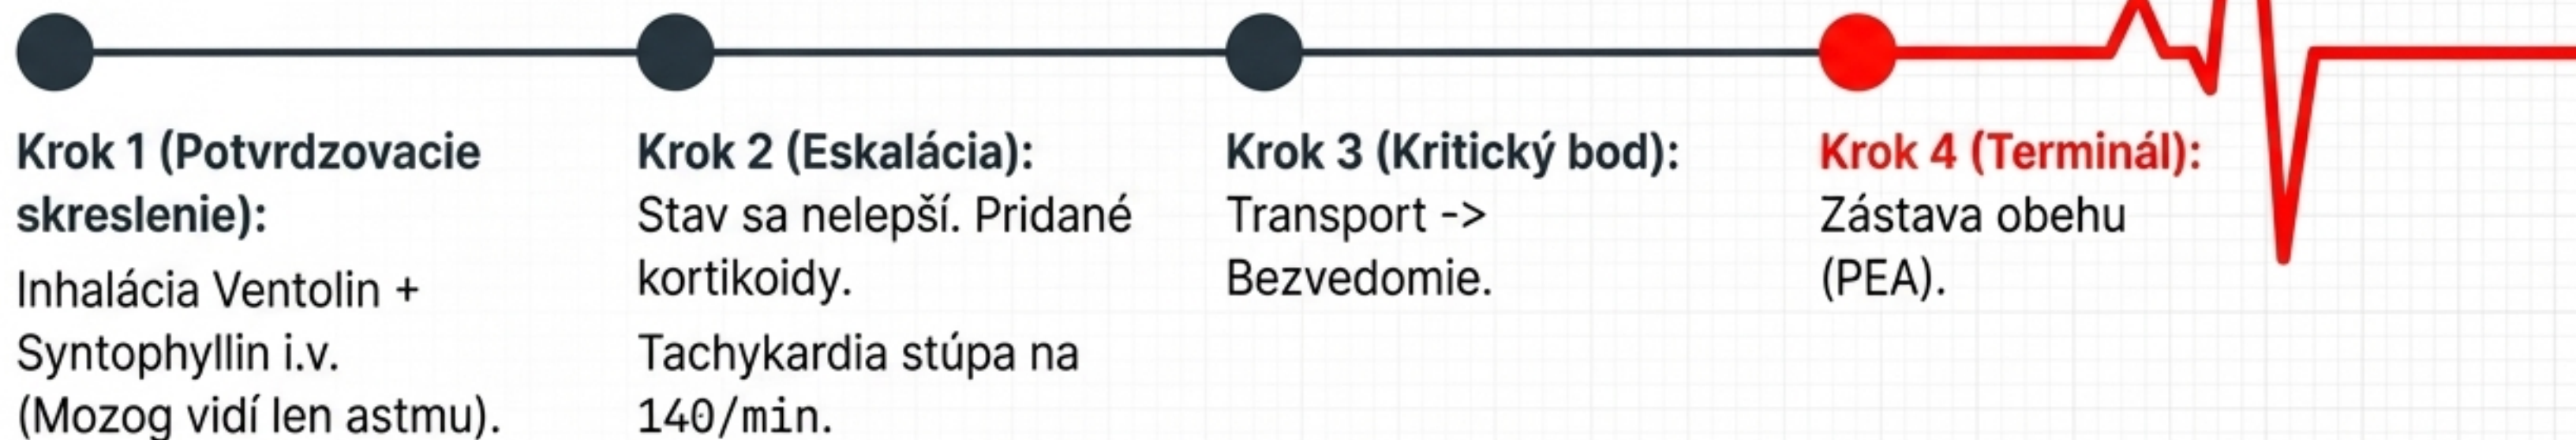 Krok 1 (Potvrdzovacie
skreslenie):
Inhalácia Ventolin +
Syntophyllin i.v.
(Mozog vidí len astmu).
Krok 2 (Eskalácia):
Stav sa nelepší. Pridané
kortikoidy.
Tachykardia stúpa na
140/min.
Krok 3 (Kritický bod):
Transport ->
Bezvedomie.
Krok 4 (Terminál):
Zástava obehu
(PEA).